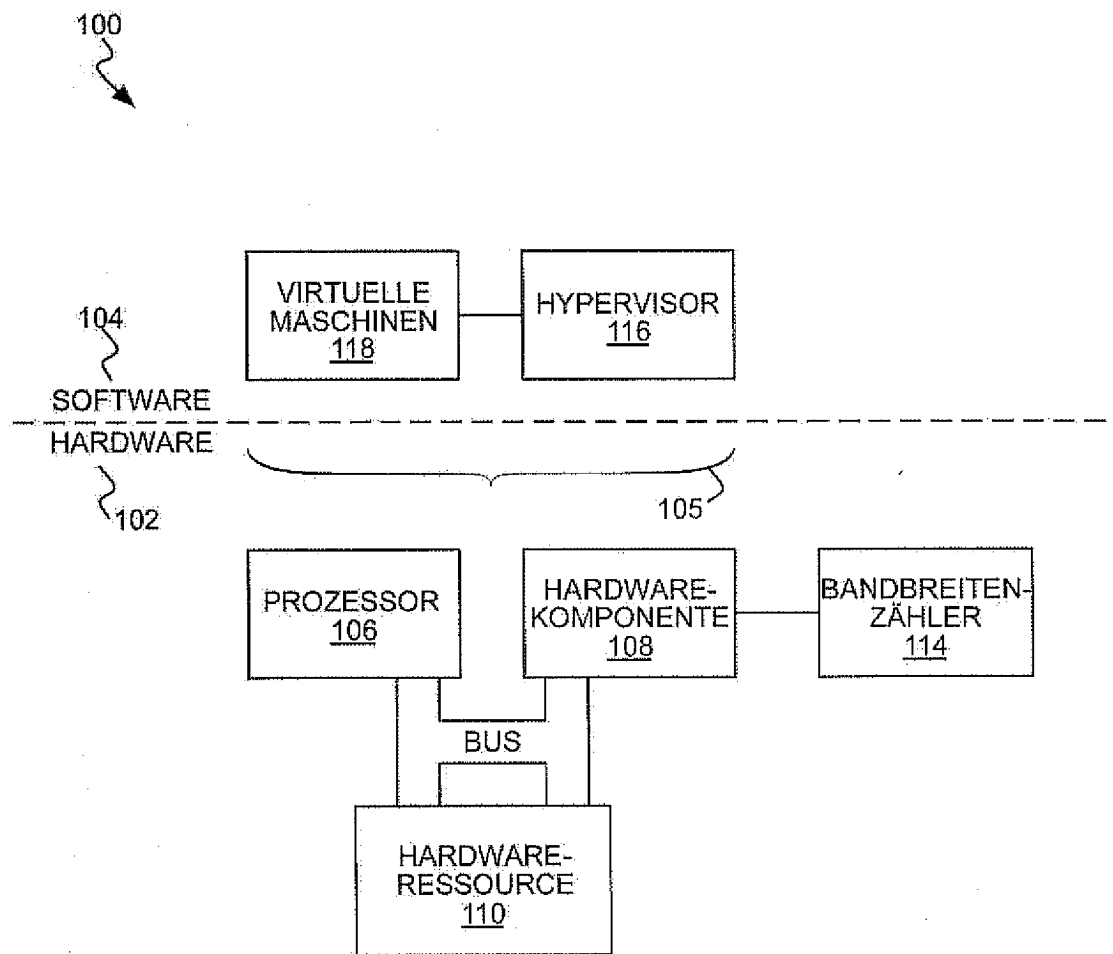 100
VIRTUELLE
MASCHINEN
118
HYPERVISOR
116
104
SOFTWARE
HARDWARE
102
105
PROZESSOR
106
HARDWARE-
KOMPONENTE
108
BANDBREITEN-
ZÄHLER
114
BUS
HARDWARE-
RESSOURCE
110